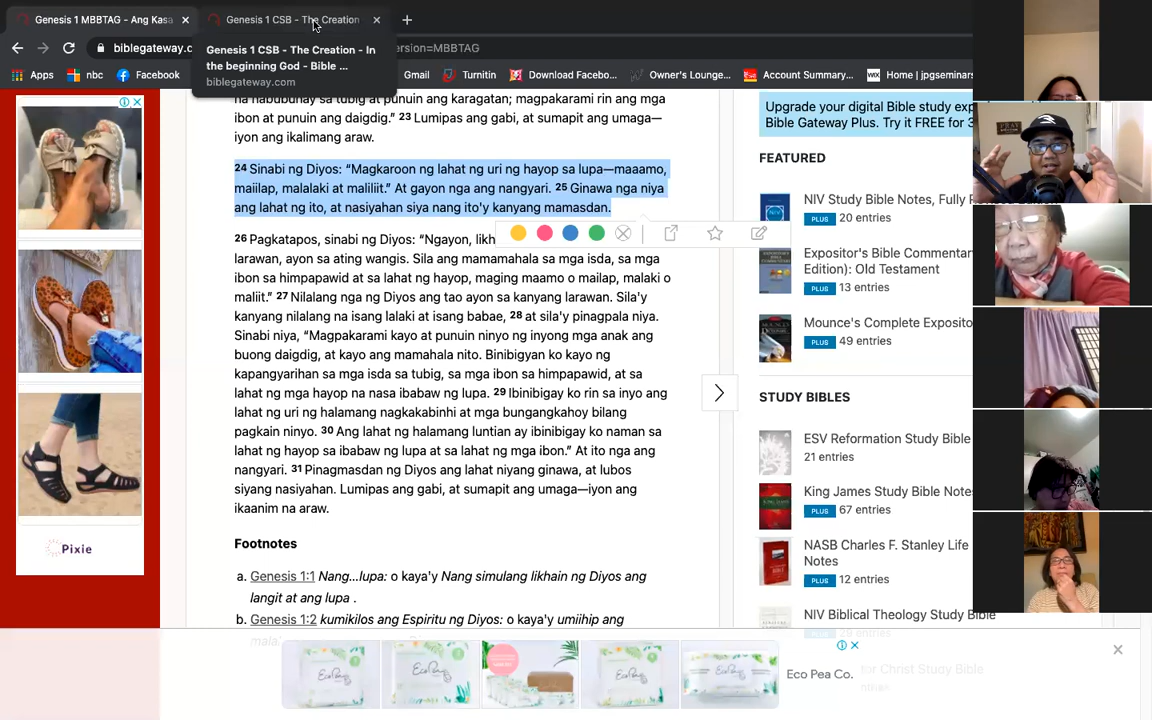 Genesis 1 MBBTAG - Ang Kasa
Genesis 1 CSB - The Creation
biblegateway.c
ersion=MBBTAG
Genesis 1 CSB - The Creation - In
the beginning God - Bible ...
biblegateway.com
Apps
nbc
Facebook
Gmail
Turnitin
Download Facebo...
Owner's Lounge...
Account Summary...
WIX
Home | jpgseminars
na nabubuhay sa tubig at punuin ang karagatan; magpakarami rin ang mga
ibon at punuin ang daigdig.” 23 Lumipas ang gabi, at sumapit ang umaga—
iyon ang ikalimang araw.
24 Sinabi ng Diyos: “Magkaroon ng lahat ng uri ng hayop sa lupa—maaamo,
maiilap, malalaki at maliliit.” At gayon nga ang nangyari. 25 Ginawa nga niya
ang lahat ng ito, at nasiyahan siya nang ito'y kanyang mamasdan.
26 Pagkatapos, sinabi ng Diyos: “Ngayon, likh
larawan, ayon sa ating wangis. Sila ang mamamahala sa mga isda, sa mga
ibon sa himpapawid at sa lahat ng hayop, maging maamo o mailap, malaki o
maliit.” 27 Nilalang nga ng Diyos ang tao ayon sa kanyang larawan. Sila'y
kanyang nilalang na isang lalaki at isang babae, 28 at sila'y pinagpala niya.
Sinabi niya, “Magpakarami kayo at punuin ninyo ng inyong mga anak ang
buong daigdig, at kayo ang mamahala nito. Binibigyan ko kayo ng
kapangyarihan sa mga isda sa tubig, sa mga ibon sa himpapawid, at sa
lahat ng mga hayop na nasa ibabaw ng lupa. 29 Ibinibigay ko rin sa inyo ang
lahat ng uri ng halamang nagkakabinhi at mga bungangkahoy bilang
pagkain ninyo. 30 Ang lahat ng halamang luntian ay ibinibigay ko naman sa
lahat ng hayop sa ibabaw ng lupa at sa lahat ng mga ibon.” At ito nga ang
nangyari. 31 Pinagmasdan ng Diyos ang lahat niyang ginawa, at lubos
siyang nasiyahan. Lumipas ang gabi, at sumapit ang umaga—iyon ang
ikaanim na araw.
Footnotes
a. Genesis 1:1 Nang...lupa: o kaya'y Nang simulang likhain ng Diyos ang
langit at ang lupa .
b. Genesis 1:2 kumikilos ang Espiritu ng Diyos: o kaya'y umiihip ang
mala
Pixie
Upgrade your digital Bible study exp
Bible Gateway Plus. Try it FREE for 3
FEATURED
NIV Study Bible Notes, Fully R
PLUS 20 entries
Expositor's Bible Commentar
Edition): Old Testament
PLUS 13 entries
Mounce's Complete Exposito
PLUS 49 entries
STUDY BIBLES
ESV Reformation Study Bible
21 entries
King James Study Bible Notes
PLUS 67 entries
NASB Charles F. Stanley Life
Notes
PLUS 12 entries
NIV Biblical Theology Study Bible
29 entries
for Christ Study Bible
Eco Pea Co.
PRAY